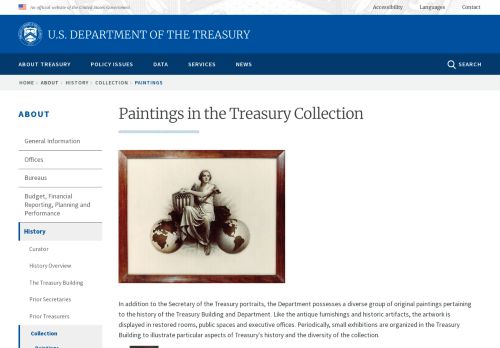 An official website of the United States Government
Accessibility Languages Contact
U.S. DEPARTMENT OF THE TREASURY
ABOUT TREASURY POLICY ISSUES DATA SERVICES NEWS SEARCH
HOME › ABOUT › HISTORY › COLLECTION › PAINTINGS
ABOUT
General Information
Offices
Bureaus
Budget, Financial
Reporting, Planning and
Performance
History
Curator
History Overview
The Treasury Building
Prior Secretaries
Prior Treasurers
Collection
Paintings
Paintings in the Treasury Collection
In addition to the Secretary of the Treasury portraits, the Department possesses a diverse group of original paintings pertaining
to the history of the Treasury Building and Department. Like the antique furnishings and historic artifacts, the artwork is
displayed in restored rooms, public spaces and executive offices. Periodically, small exhibitions are organized in the Treasury
Building to illustrate particular aspects of Treasury's history and the diversity of the collection.